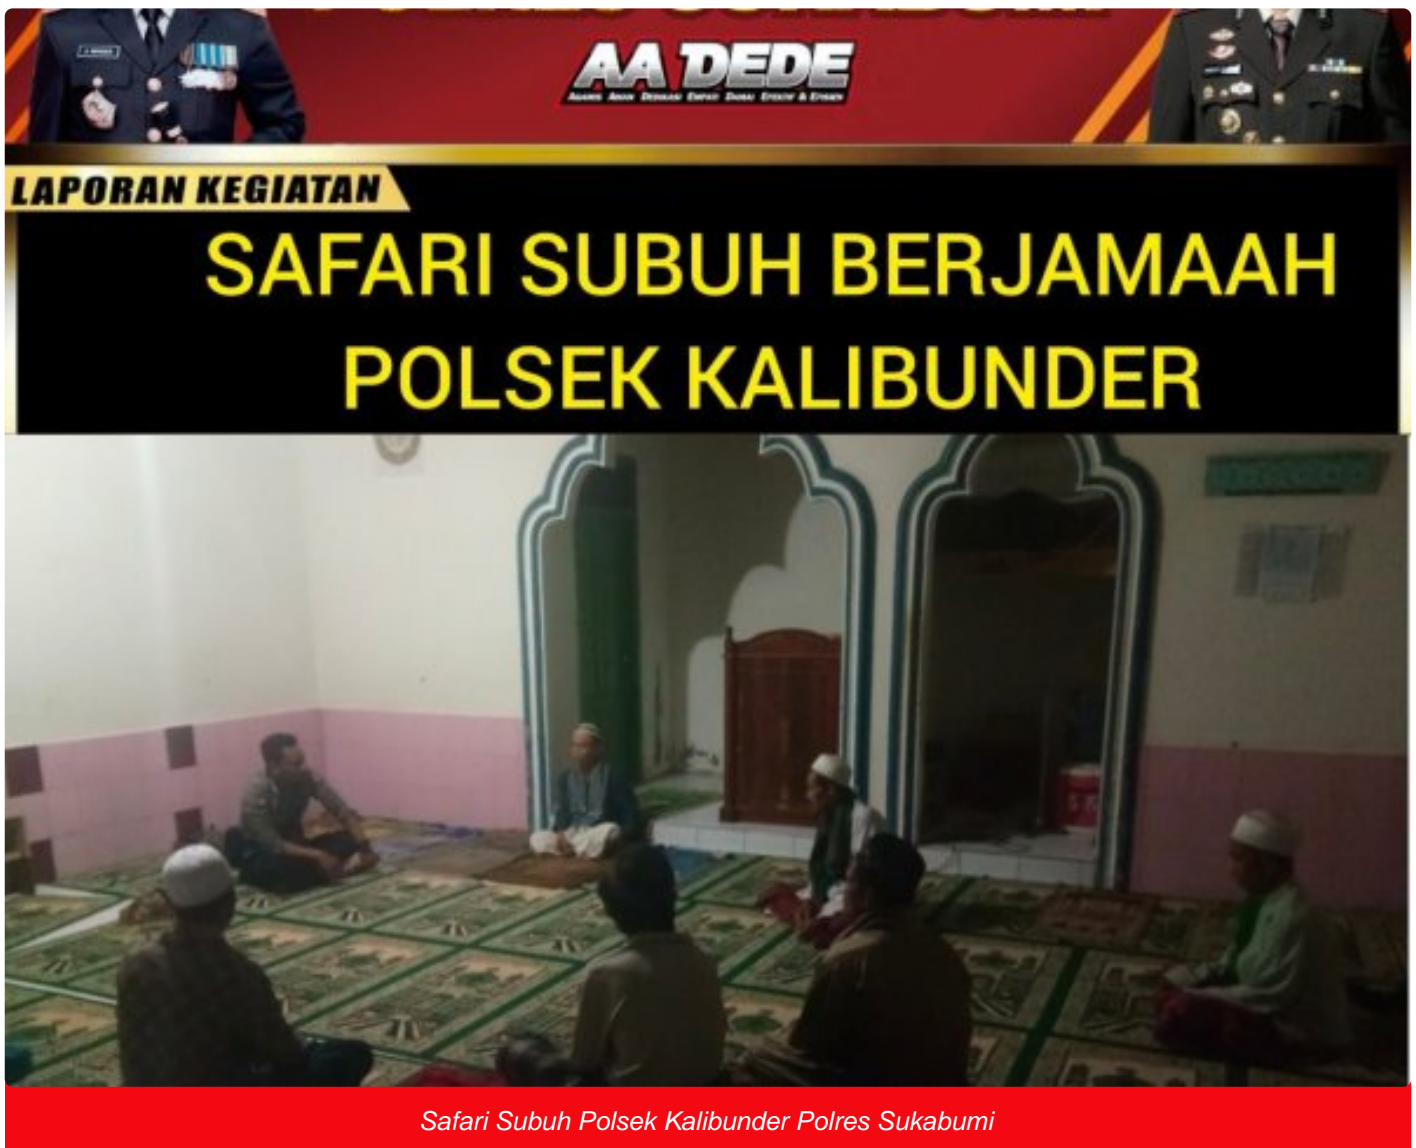 AA DEDE
LAPORAN KEGIATAN
SAFARI SUBUH BERJAMAAH
POLSEK KALIBUNDER
Safari Subuh Polsek Kalibunder Polres Sukabumi